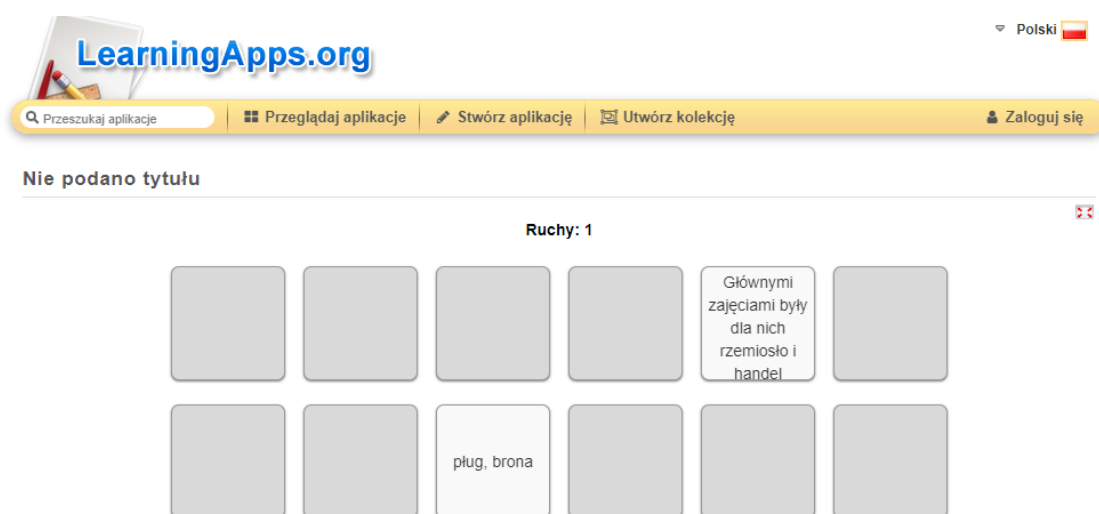 LearningApps.org
Polski
Przeszukaj aplikacje
Przeglądaj aplikacje
Stwórz aplikację
Utwórz kolekcję
Zaloguj się
Nie podano tytułu
Ruchy: 1
Głównymi
zajęciami były
dla nich
rzemiosło i
handel
pług, brona